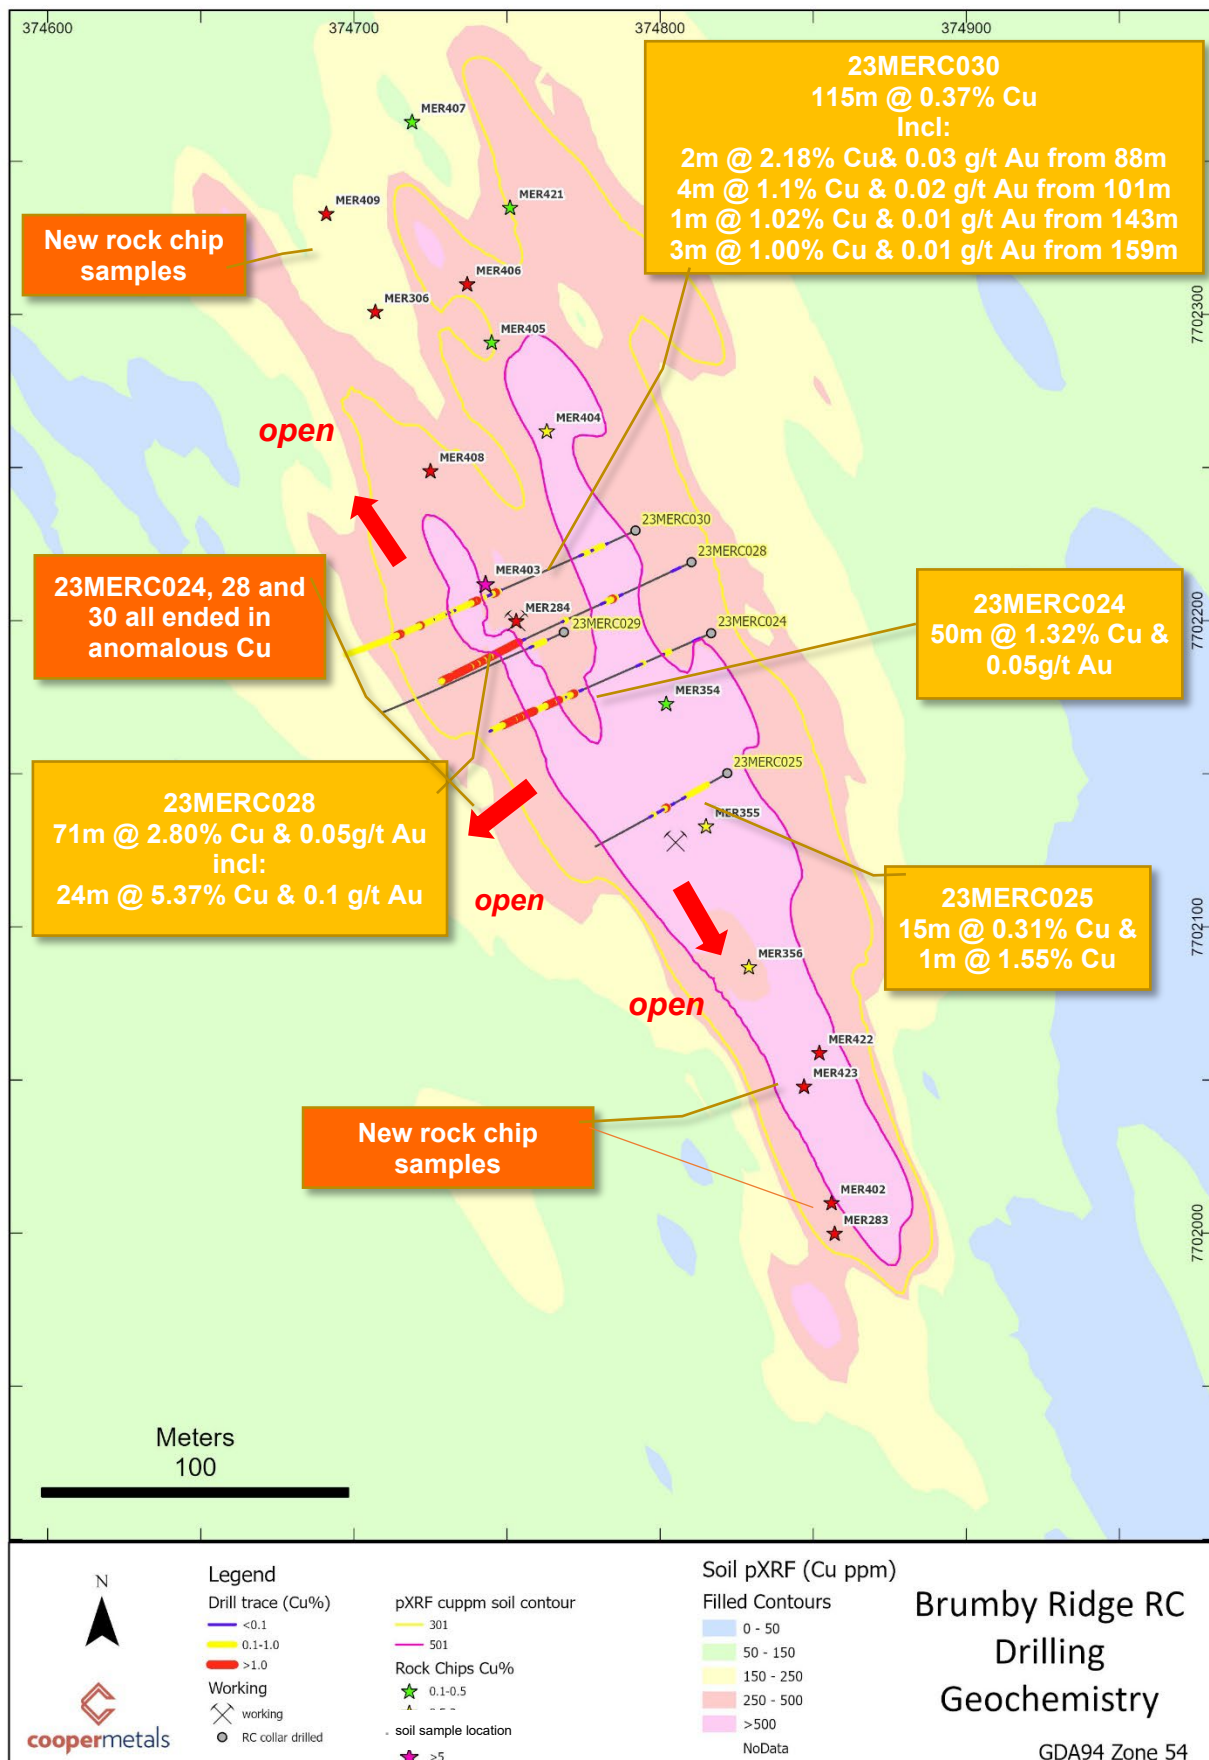 374600
374700
374800
374900
23MERC030
115m @ 0.37% Cu
Incl:
2m @ 2.18% Cu& 0.03 g/t Au from 88m
4m @ 1.1% Cu & 0.02 g/t Au from 101m
1m @ 1.02% Cu & 0.01 g/t Au from 143m
3m @ 1.00% Cu & 0.01 g/t Au from 159m
MER407
MER409
MER421
New rock chip
samples
MER406
MER306
MER405
7702300
open
MER404
MER408
23MERC030
23MERC028
23MERC024, 28 and
30 all ended in
anomalous Cu
MER403
MER284
23MERC029
23MERC024
7702200
23MERC024
50m @ 1.32% Cu &
0.05g/t Au
MER354
23MERC025
23MERC028
71m @ 2.80% Cu & 0.05g/t Au
incl:
24m @ 5.37% Cu & 0.1 g/t Au
MER355
open
23MERC025
15m @ 0.31% Cu &
1m @ 1.55% Cu
7702100
MER356
open
MER422
MER423
New rock chip
samples
MER402
MER283
7702000
Meters
100
N
coopermetals
Legend
Drill trace (Cu%)
<0.1
0.1-1.0
>1.0
Working
working
RC collar drilled
pXRF cuppm soil contour
301
501
Rock Chips Cu%
0.1-0.5
soil sample location
>5
Soil pXRF (Cu ppm)
Filled Contours
0 - 50
50 - 150
150 - 250
250 - 500
>500
NoData
Brumby Ridge RC
Drilling
Geochemistry
GDA94 Zone 54